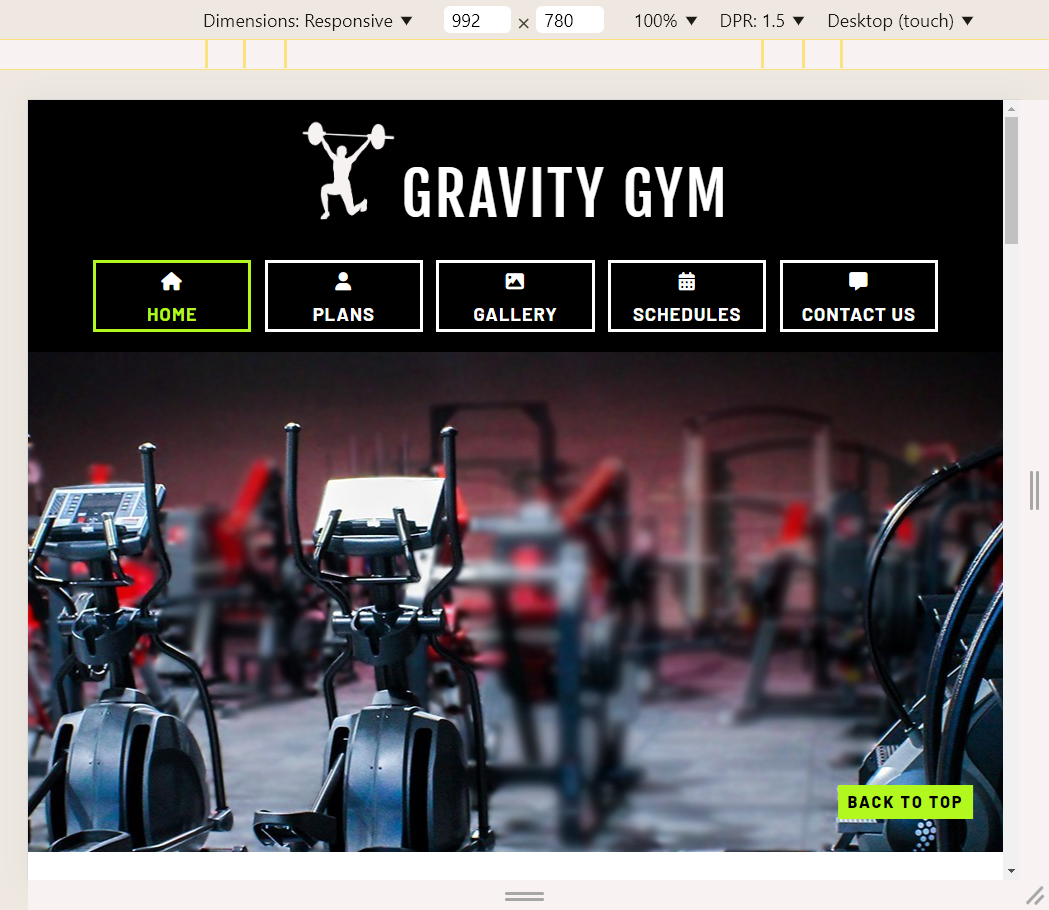 Dimensions: Responsive ▼ 992 × 780 100% ▼ DPR: 1.5 ▼ Desktop (touch) ▼
GRAVITY GYM
HOME PLANS GALLERY SCHEDULES CONTACT US
BACK TO TOP